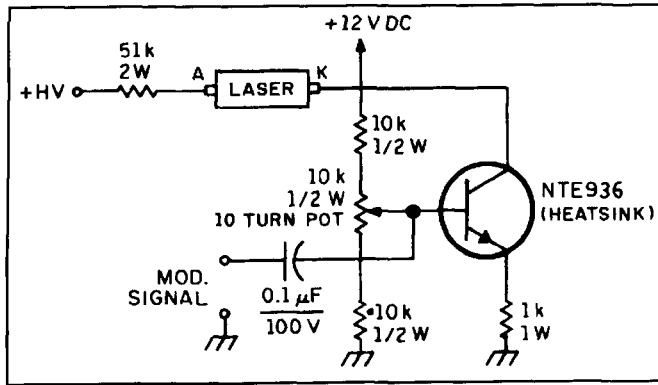 +12 V DC
51k
2W
A
K
+HV
LASER
10k
1/2 W
10k
1/2 W
10 TURN POT
NTE936
(HEATSINK)
MOD.
SIGNAL
0.1 µF
100 V
10k
1/2 W
1k
1W